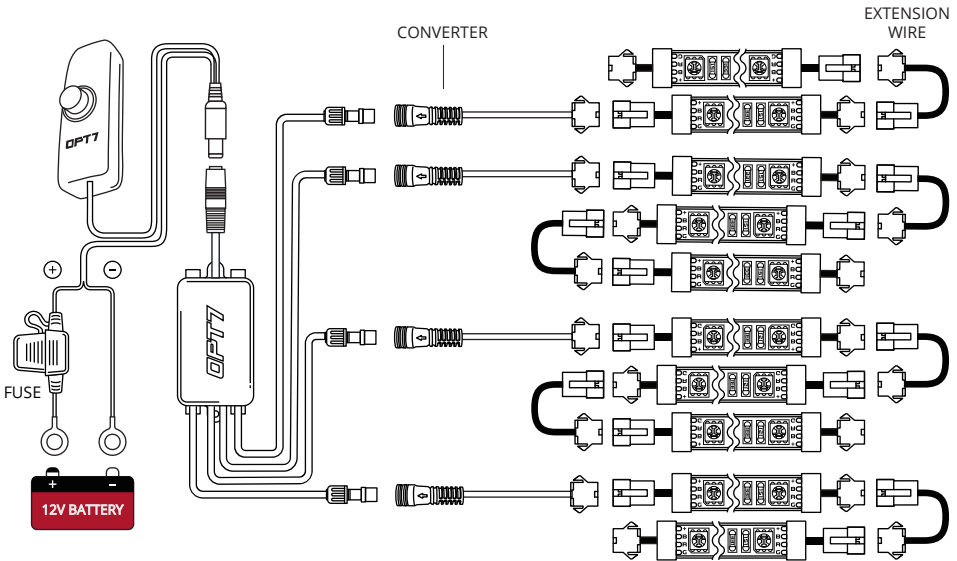 EXTENSION
WIRE
CONVERTER
OPT7
+
−
OPT7
FUSE
+ −
12V BATTERY